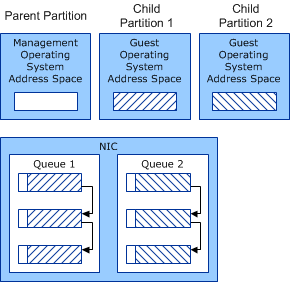 Parent Partition
Child
Partition 1
Child
Partition 2
Management
Operating
System
Address Space
Guest
Operating
System
Address Space
Guest
Operating
System
Address Space
NIC
Queue 1
Queue 2